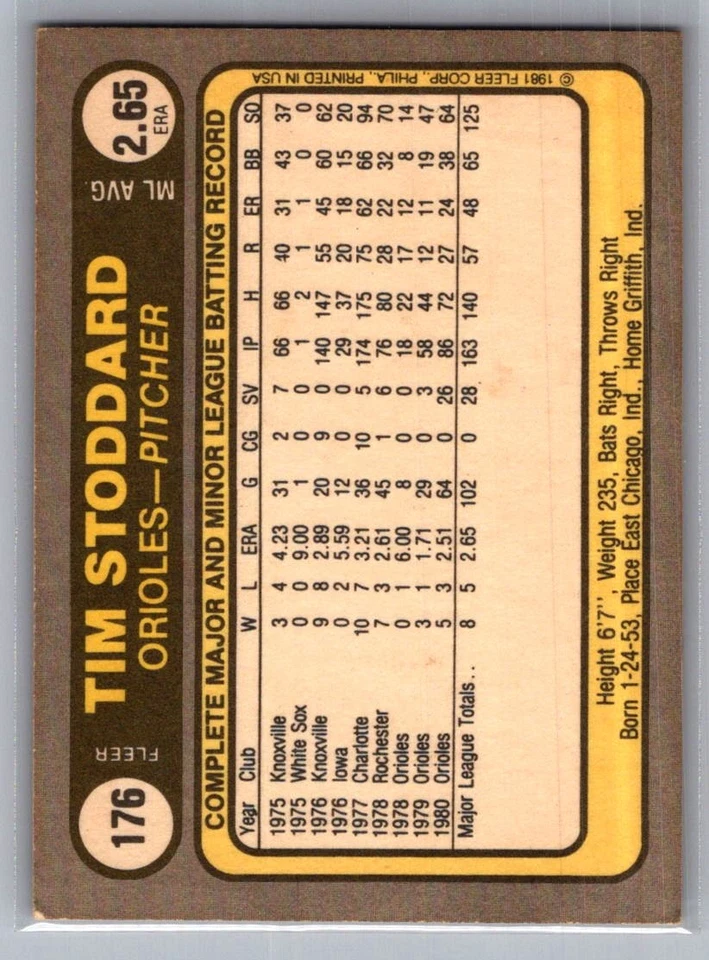 176
FLEER
TIM STODDARD
ORIOLES—PITCHER
ML AVG.
2.65
ERA
COMPLETE MAJOR AND MINOR LEAGUE BATTING RECORD
Year Club W L ERA G CG SV IP H R ER BB SO
1975 Knoxville 3 4 4.23 31 2 7 66 66 40 31 43 37
1975 White Sox 0 0 9.00 1 0 0 1 2 1 1 0 0
1976 Knoxville 9 8 2.89 20 9 0 140 147 55 45 60 62
1976 Iowa 0 2 5.59 12 0 0 29 37 20 18 15 20
1977 Charlotte 10 7 3.21 36 10 5 174 175 75 62 66 94
1978 Rochester 7 3 2.61 45 1 6 76 80 28 22 32 70
1978 Orioles 0 1 6.00 8 0 0 18 22 17 12 8 14
1979 Orioles 3 1 1.71 29 0 3 58 44 12 11 19 47
1980 Orioles 5 3 2.51 64 0 26 86 72 27 24 38 64
Major League Totals.. 8 5 2.65 102 0 28 163 140 57 48 65 125
© 1981 FLEER CORP., PHILA., PRINTED IN USA
Height 6'7'', Weight 235, Bats Right, Throws Right
Born 1-24-53, Place East Chicago, Ind., Home Griffith, Ind.